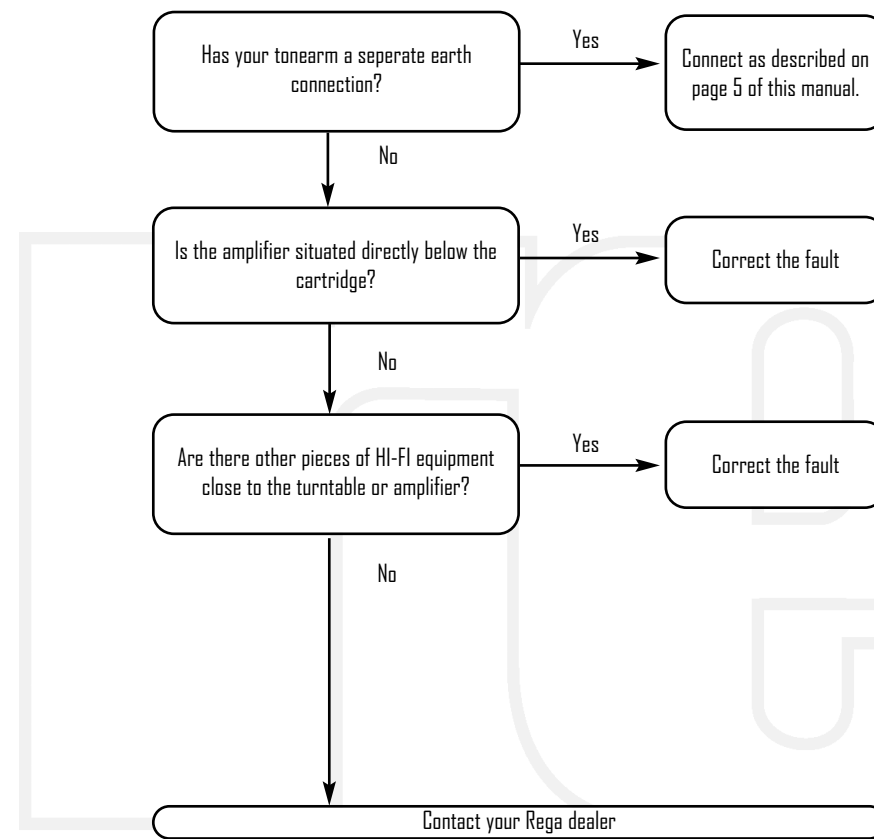 Has your tonearm a seperate earth
connection?
Yes
Connect as described on
page 5 of this manual.
No
Is the amplifier situated directly below the
cartridge?
Yes
Correct the fault
No
Are there other pieces of HI-FI equipment
close to the turntable or amplifier?
Yes
Correct the fault
No
Contact your Rega dealer